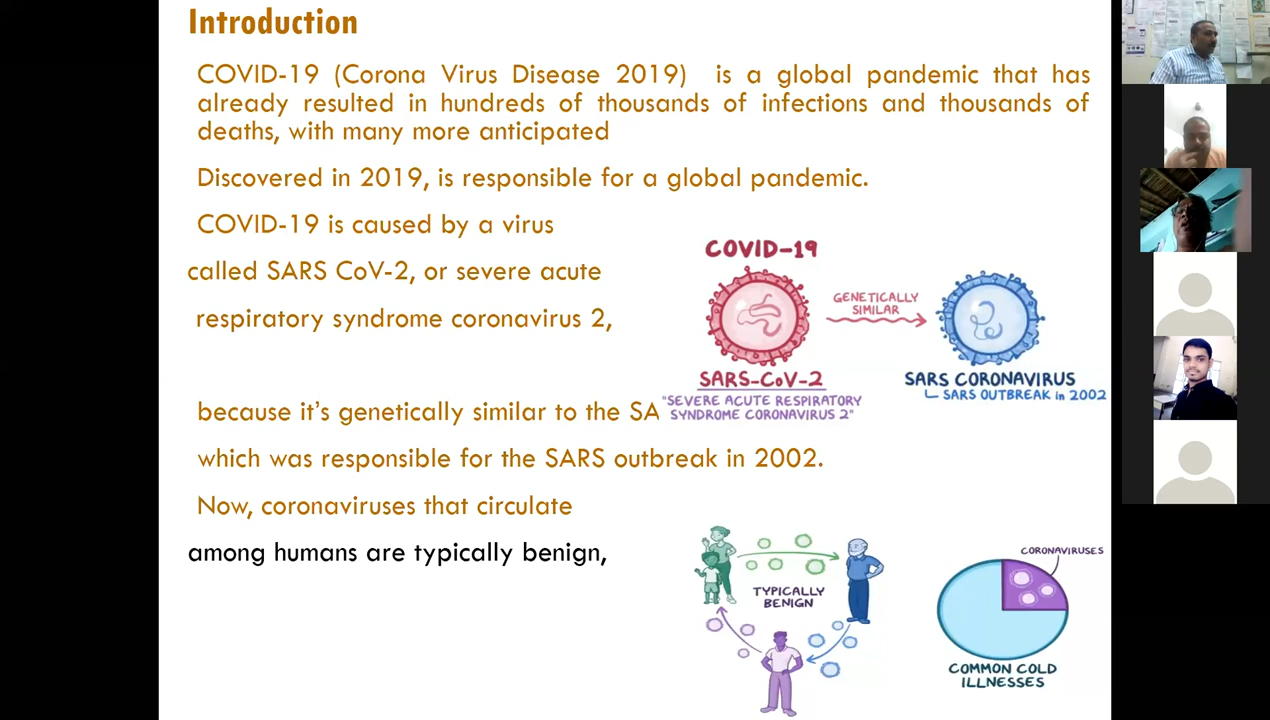 Introduction
COVID-19 (Corona Virus Disease 2019) is a global pandemic that has
already resulted in hundreds of thousands of infections and thousands of
deaths, with many more anticipated
Discovered in 2019, is responsible for a global pandemic.
COVID-19 is caused by a virus
called SARS CoV-2, or severe acute
respiratory syndrome coronavirus 2,
because it's genetically similar to the SA
which was responsible for the SARS outbreak in 2002.
Now, coronaviruses that circulate
among humans are typically benign,
COVID-19
GENETICALLY
SIMILAR
SARS-CoV-2
"SEVERE ACUTE RESPIRATORY
SYNDROME CORONAVIRUS 2"
SARS CORONAVIRUS
SARS OUTBREAK in 2002
TYPICALLY
BENIGN
CORONAVIRUSES
COMMON COLD
ILLNESSES